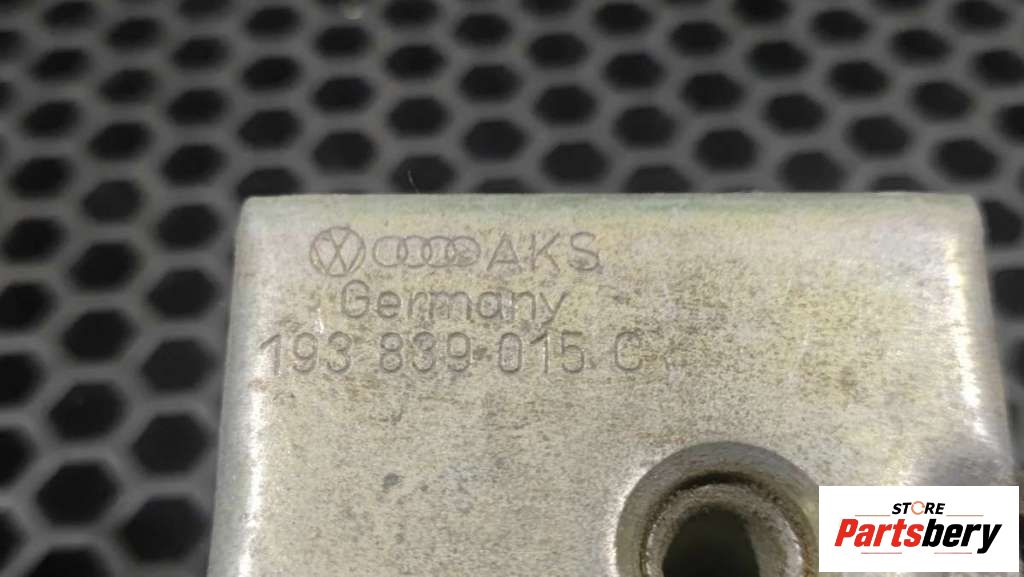 AKS
Germany
193 839 015 C
STORE
Partsbery